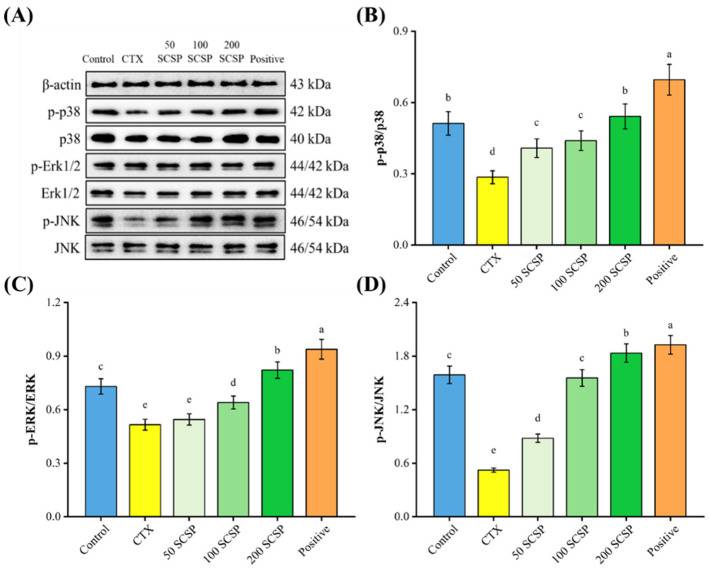 (A)
50 100 200
Control CTX SCSP SCSP SCSP Positive
β-actin 43 kDa
p-p38 42 kDa
p38 40 kDa
p-Erk1/2 44/42 kDa
Erk1/2 44/42 kDa
p-JNK 46/54 kDa
JNK 46/54 kDa
(B)
0.9
0.6
0.3
0.0
p-p38/p38
b
d
c
c
b
a
Control
CTX
50 SCSP
100 SCSP
200 SCSP
Positive
(C)
1.2
0.9
0.6
0.3
0.0
p-ERK/ERK
c
e
e
d
b
a
Control
CTX
50 SCSP
100 SCSP
200 SCSP
Positive
(D)
2.4
1.8
1.2
0.6
0.0
p-JNK/JNK
c
e
d
c
b
a
Control
CTX
50 SCSP
100 SCSP
200 SCSP
Positive